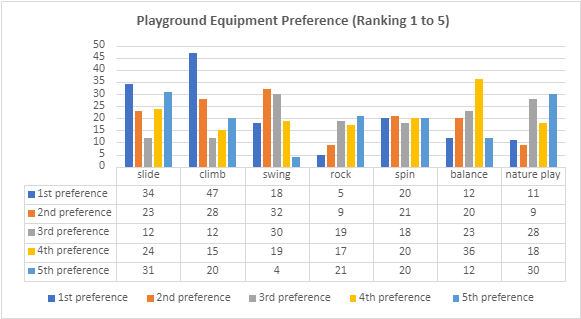 Playground Equipment Preference (Ranking 1 to 5)
50
45
40
35
30
25
20
15
10
5
0
slide climb swing rock spin balance nature play
1st preference 34 47 18 5 20 12 11
2nd preference 23 28 32 9 21 20 9
3rd preference 12 12 30 19 18 23 28
4th preference 24 15 19 17 20 36 18
5th preference 31 20 4 21 20 12 30
1st preference 2nd preference 3rd preference 4th preference 5th preference